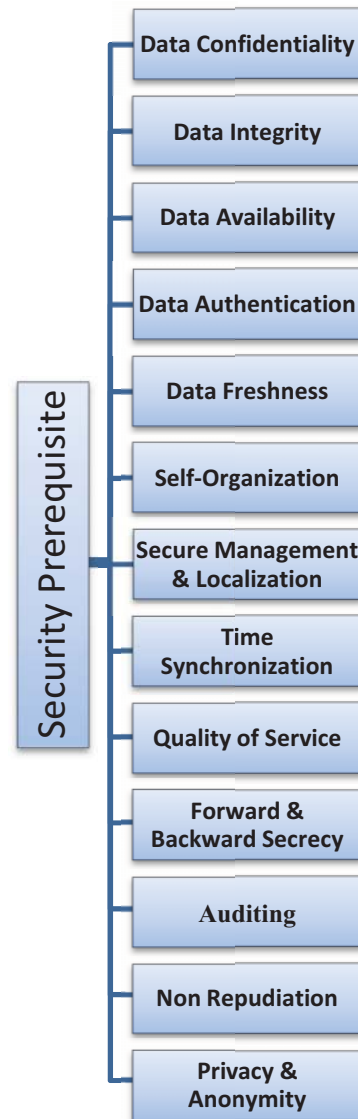 Security Prerequisite
Data Confidentiality
Data Integrity
Data Availability
Data Authentication
Data Freshness
Self-Organization
Secure Management
& Localization
Time
Synchronization
Quality of Service
Forward &
Backward Secrecy
Auditing
Non Repudiation
Privacy &
Anonymity